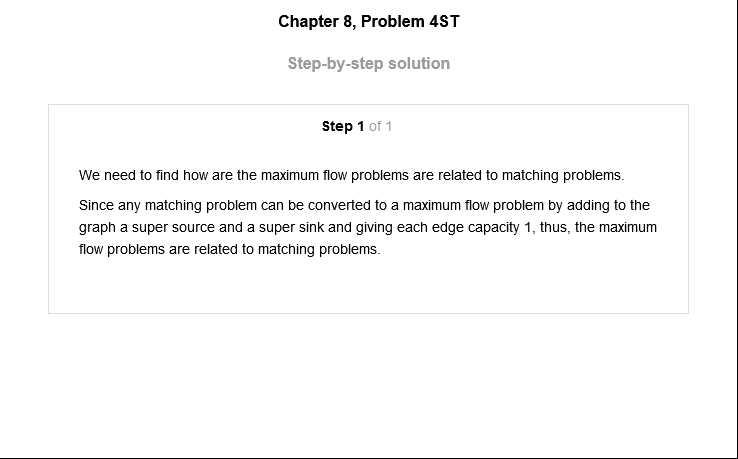 Chapter 8, Problem 4ST
Step-by-step solution
Step 1 of 1
We need to find how are the maximum flow problems are related to matching problems.
Since any matching problem can be converted to a maximum flow problem by adding to the
graph a super source and a super sink and giving each edge capacity 1, thus, the maximum
flow problems are related to matching problems.